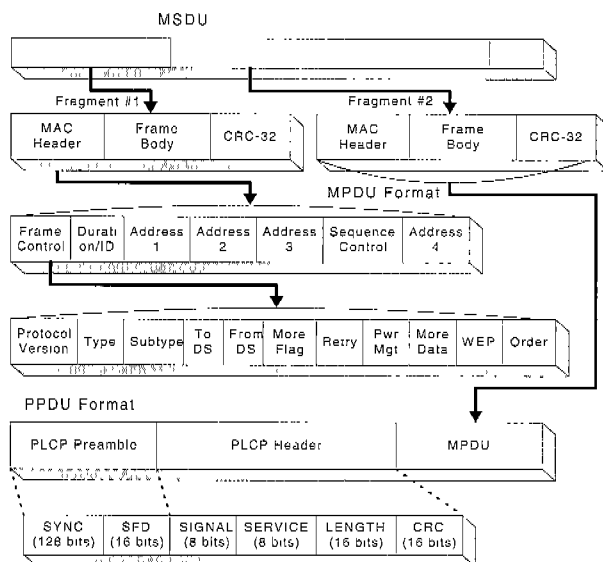 MSDU
Fragment #1
Fragment #2
MAC Header
Frame Body
CRC-32
MAC Header
Frame Body
CRC-32
MPDU Format
Frame Control
Durati on/ID
Address 1
Address 2
Address 3
Sequence Control
Address 4
Protocol Version
Type
Subtype
To DS
From DS
More Flag
Retry
Pwr Mgt
More Data
WEP
Order
PPDU Format
PLCP Preamble
PLCP Header
MPDU
SYNC (128 bits)
SFD (16 bits)
SIGNAL (8 bits)
SERVICE (8 bits)
LENGTH (16 bits)
CRC (16 bits)